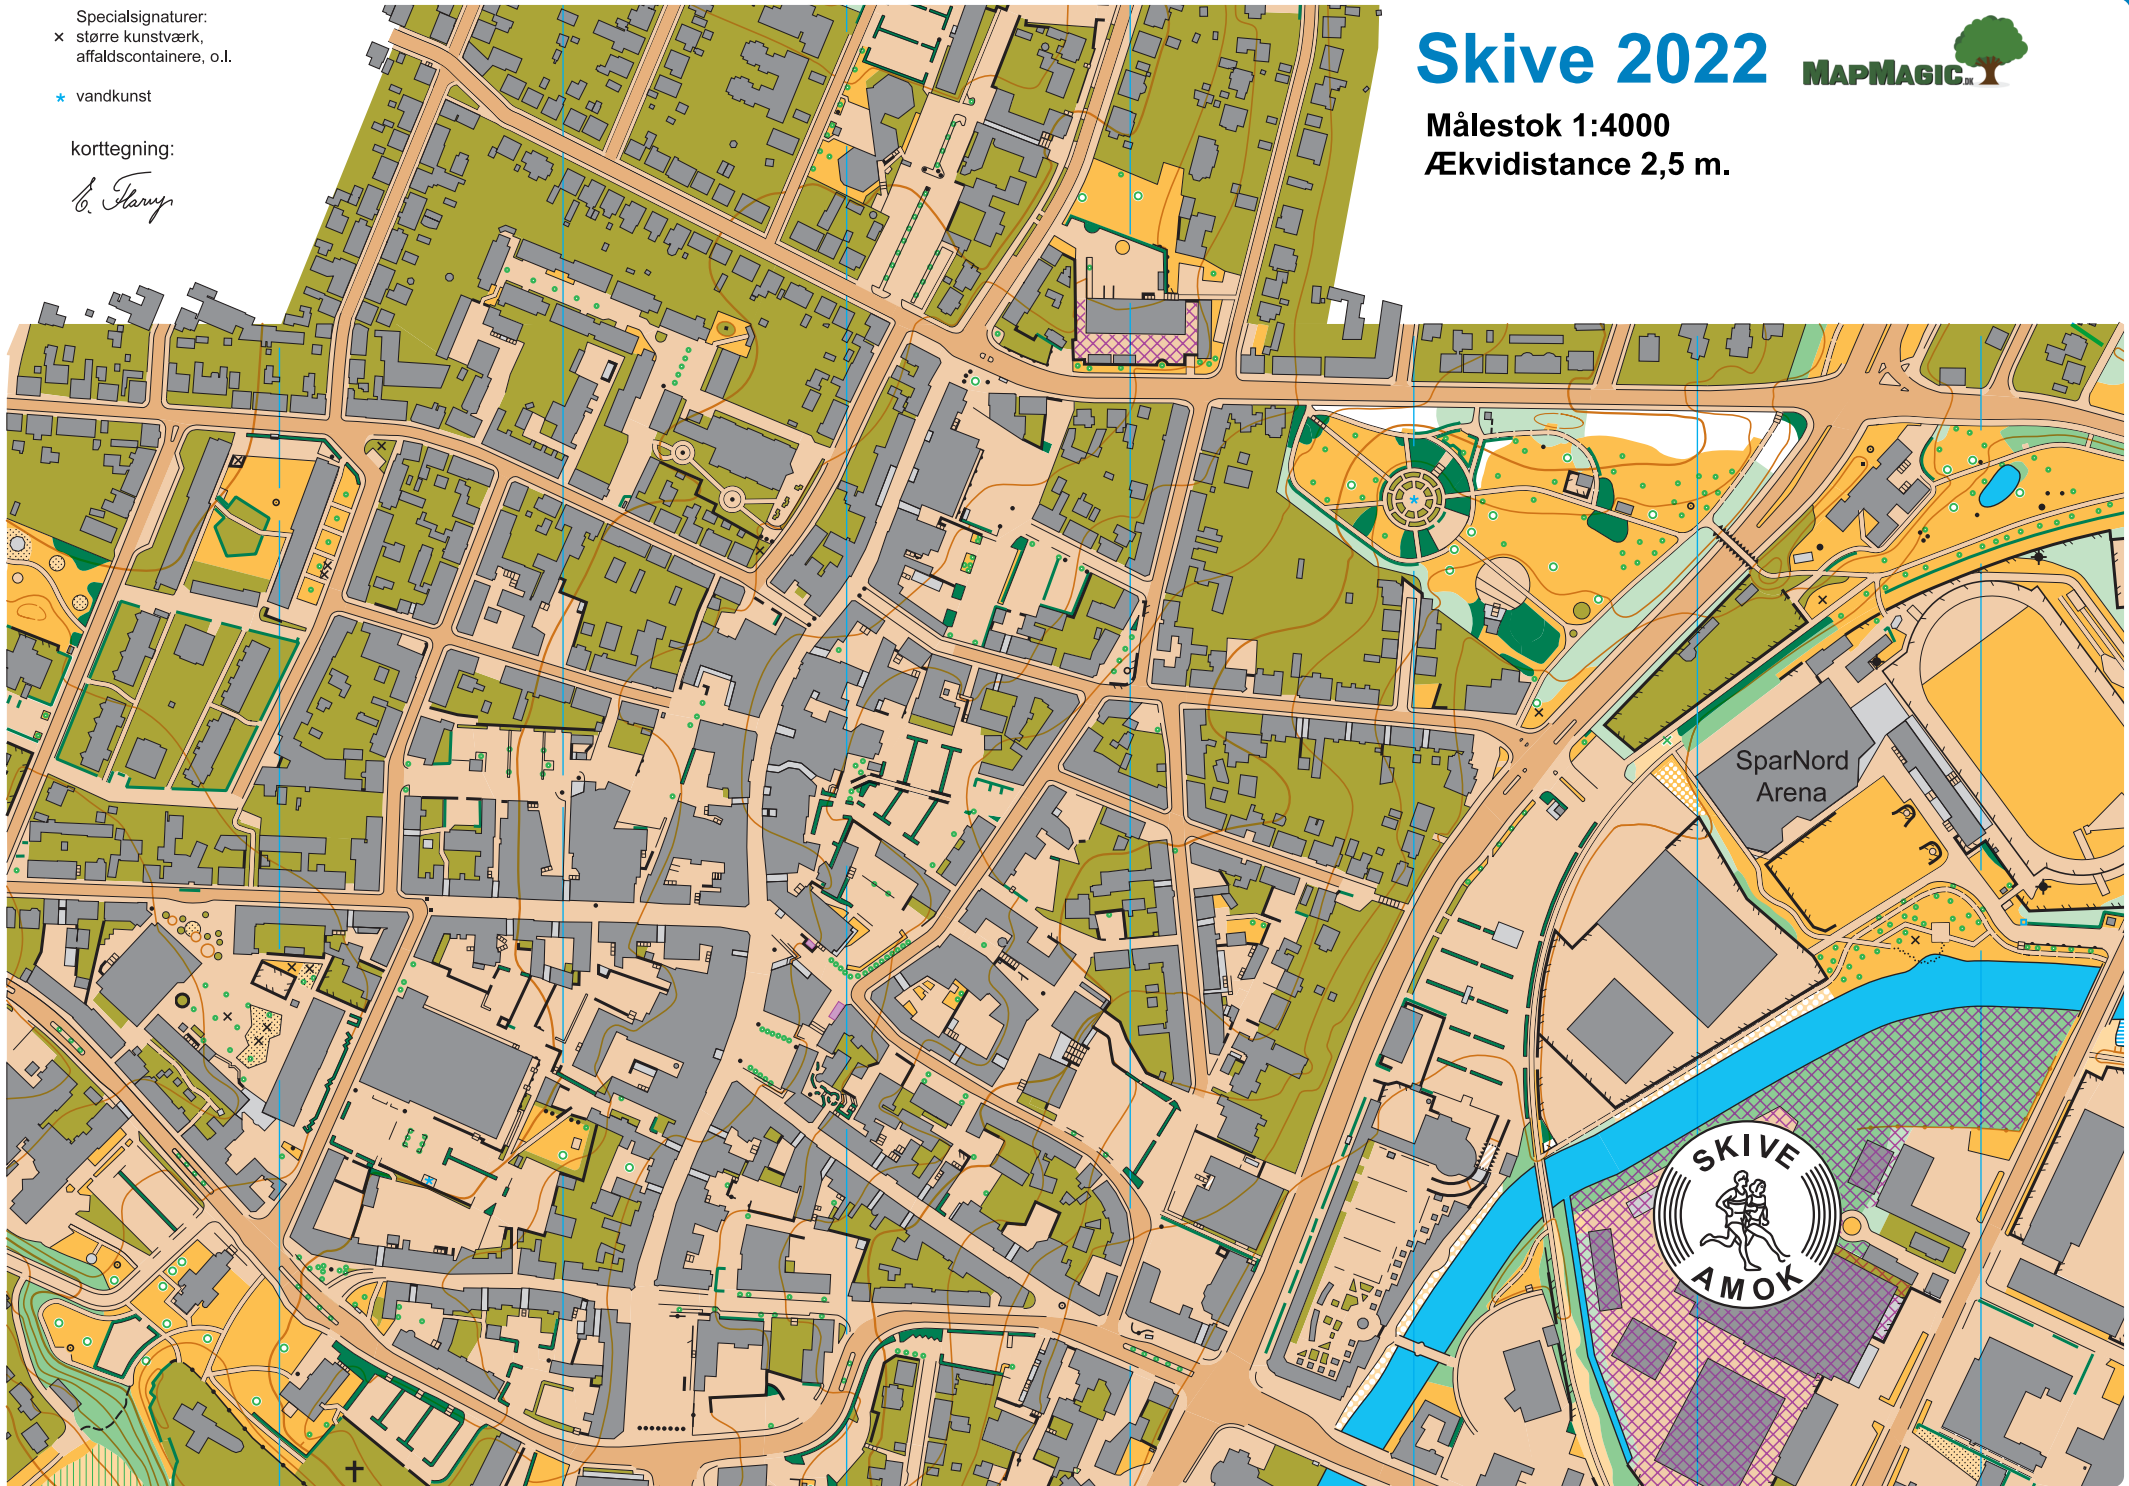 Specialsignaturer:
× større kunstværk,
affaldscontainere, o.l.
* vandkunst
korttegning:
Skive 2022
MAPMAGIC.DK
Målestok 1:4000
Ækvidistance 2,5 m.
SparNord
Arena
SKIVE
AMOK